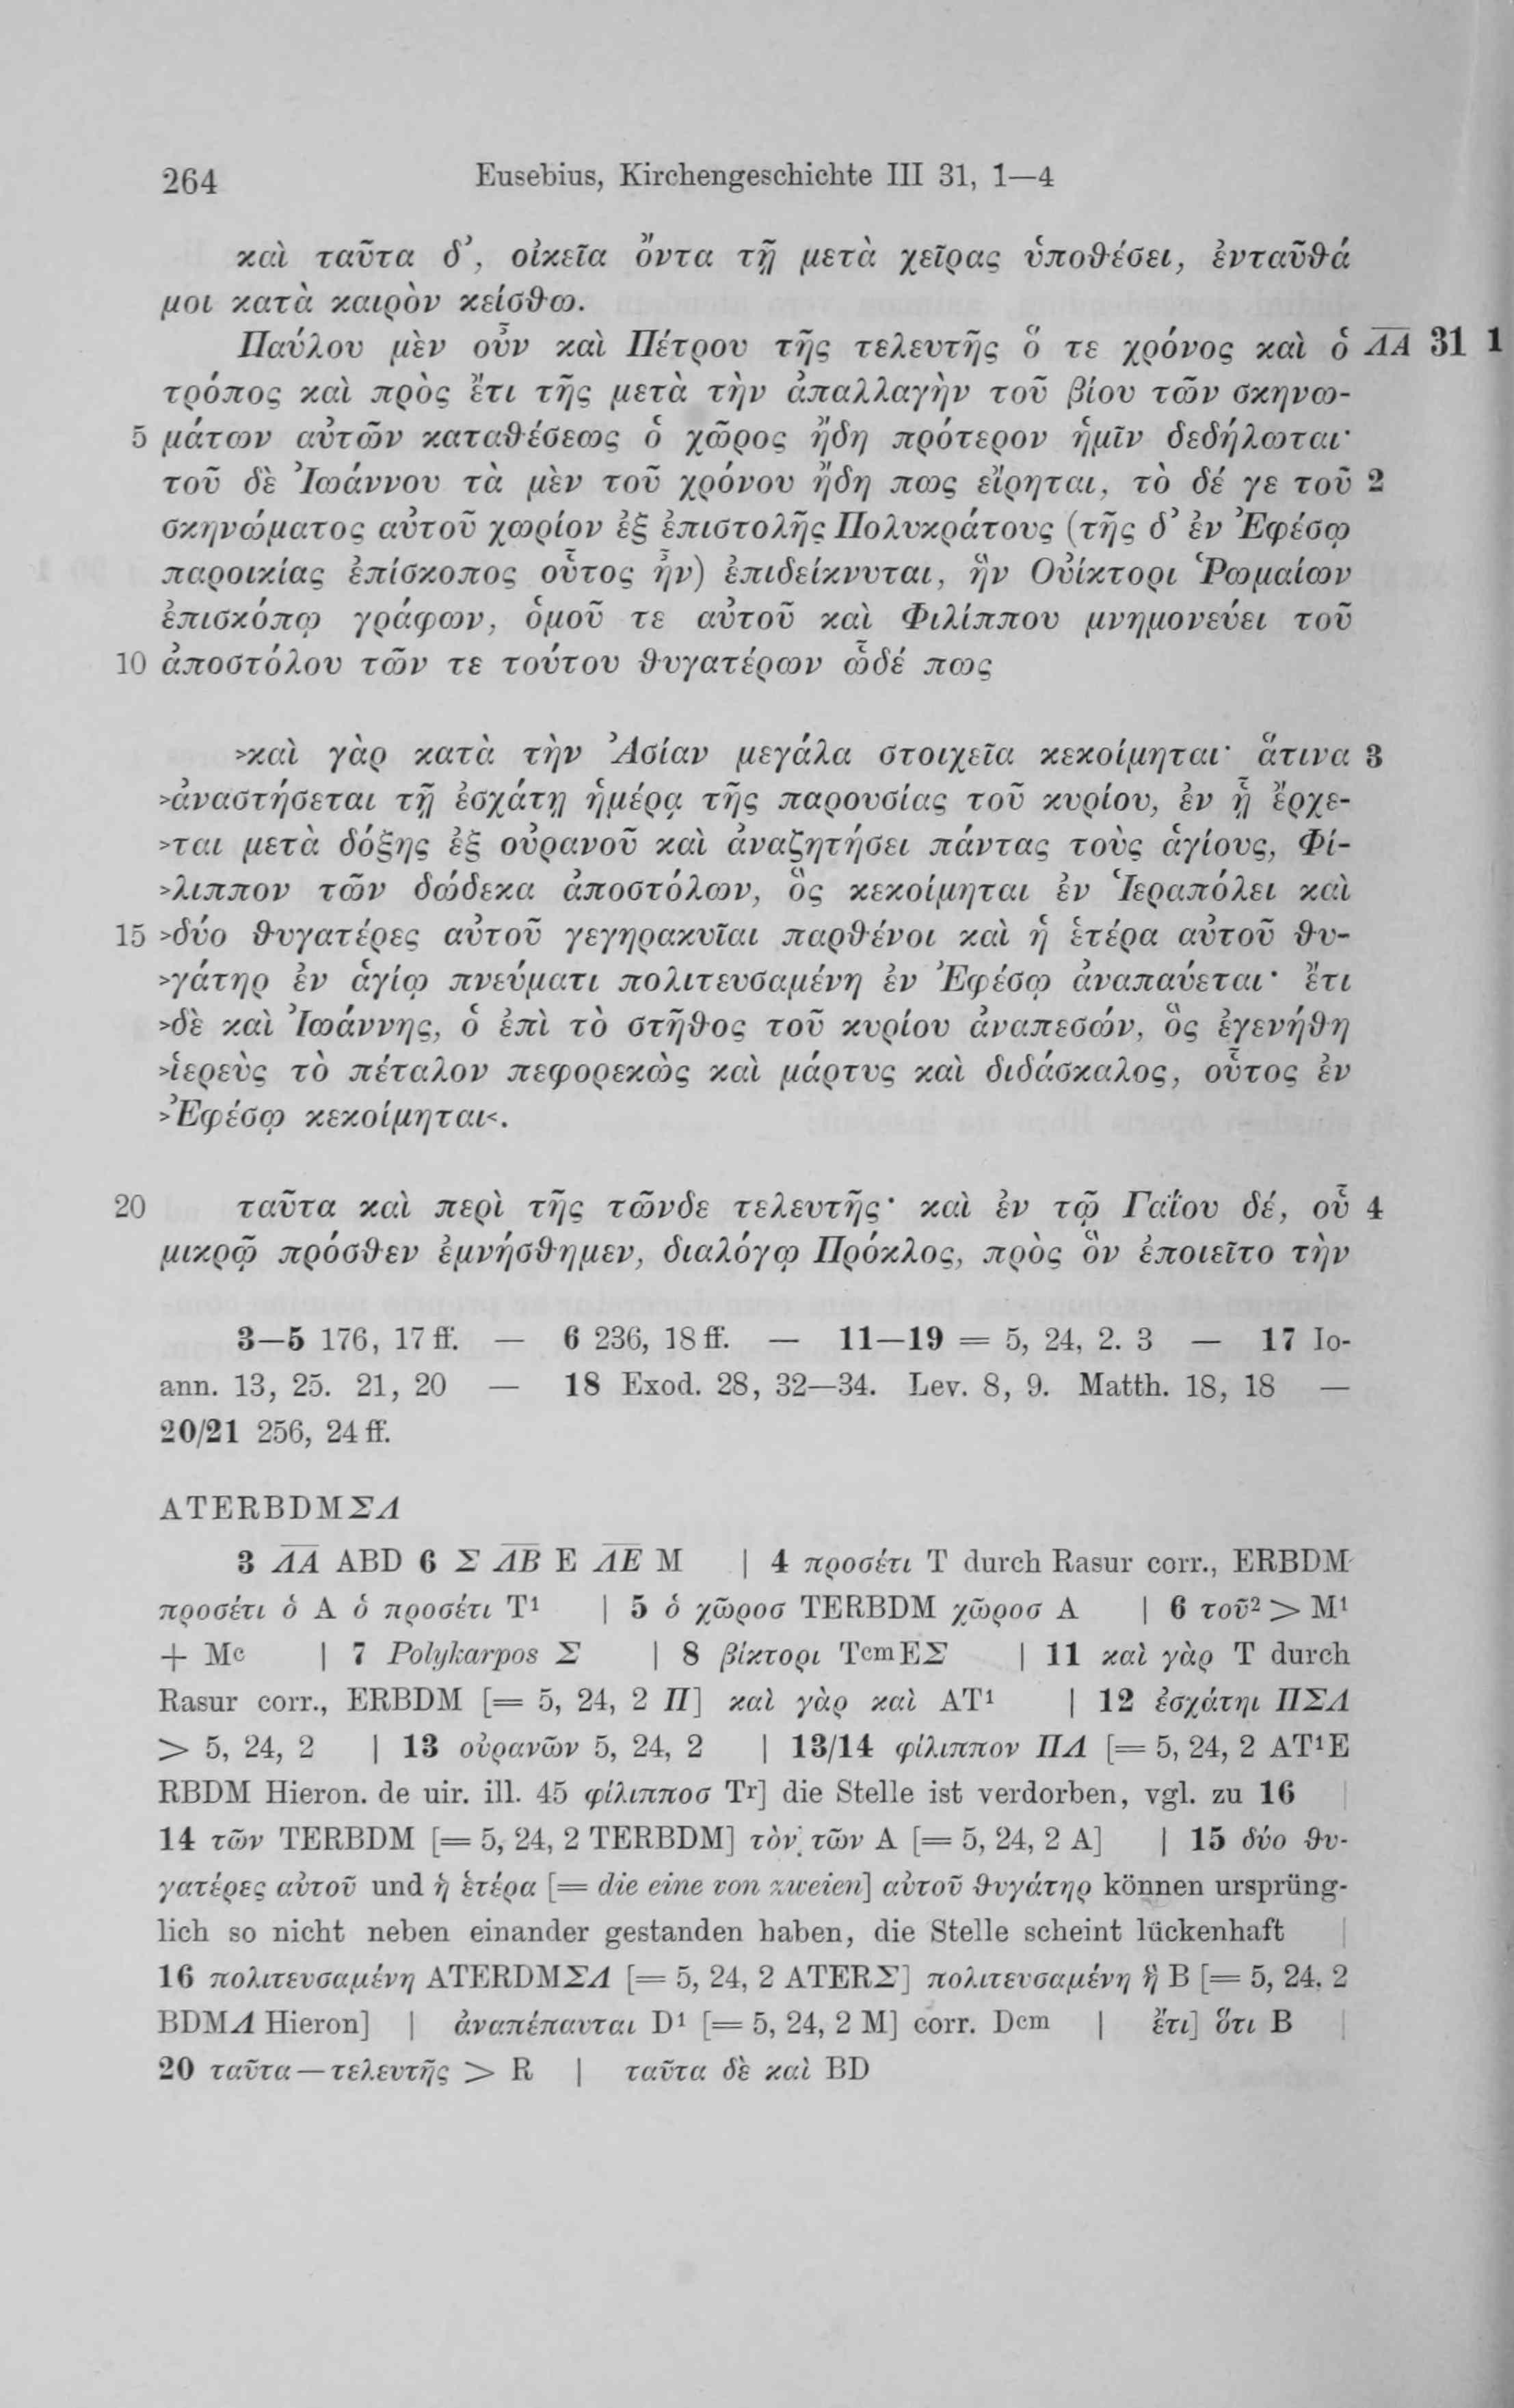 264 Eusebius, Kirchengeschichte III 31, 1—4
καὶ ταῦτα δ’, οἰκεῖα ὄντα τῇ μετὰ χεῖρας ὑποθέσει, ἐνταῦθά
μοι κατὰ καιρὸν κείσθω.
Παύλου μὲν οὖν καὶ Πέτρου τῆς τελευτῆς ὅ τε χρόνος καὶ ὁ Λ̅Α̅ 31 1
τρόπος καὶ πρὸς ἔτι τῆς μετὰ τὴν ἀπαλλαγὴν τοῦ βίου τῶν σκηνω-
5 μάτων αὐτῶν καταθέσεως ὁ χῶρος ἤδη πρότερον ἡμῖν δεδήλωται·
τοῦ δὲ Ἰωάννου τὰ μὲν τοῦ χρόνου ἤδη πως εἴρηται, τὸ δέ γε τοῦ 2
σκηνώματος αὐτοῦ χωρίον ἐξ ἐπιστολῆς Πολυκράτους (τῆς δ’ ἐν Ἐφέσῳ
παροικίας ἐπίσκοπος οὗτος ἦν) ἐπιδείκνυται, ἣν Οὐίκτορι Ῥωμαίων
ἐπισκόπῳ γράφων, ὁμοῦ τε αὐτοῦ καὶ Φιλίππου μνημονεύει τοῦ
10 ἀποστόλου τῶν τε τούτου θυγατέρων ὧδέ πως
>καὶ γὰρ κατὰ τὴν Ἀσίαν μεγάλα στοιχεῖα κεκοίμηται· ἅτινα 3
>ἀναστήσεται τῇ ἐσχάτῃ ἡμέρᾳ τῆς παρουσίας τοῦ κυρίου, ἐν ᾗ ἔρχε-
>ται μετὰ δόξης ἐξ οὐρανοῦ καὶ ἀναζητήσει πάντας τοὺς ἁγίους, Φί-
>λιππον τῶν δώδεκα ἀποστόλων, ὃς κεκοίμηται ἐν Ἱεραπόλει καὶ
15 >δύο θυγατέρες αὐτοῦ γεγηρακυῖαι παρθένοι καὶ ἡ ἑτέρα αὐτοῦ θυ-
>γάτηρ ἐν ἁγίῳ πνεύματι πολιτευσαμένη ἐν Ἐφέσῳ ἀναπαύεται· ἔτι
>δὲ καὶ Ἰωάννης, ὁ ἐπὶ τὸ στῆθος τοῦ κυρίου ἀναπεσών, ὃς ἐγενήθη
>ἱερεὺς τὸ πέταλον πεφορεκὼς καὶ μάρτυς καὶ διδάσκαλος, οὗτος ἐν
>Ἐφέσῳ κεκοίμηται<.
20 ταῦτα καὶ περὶ τῆς τῶνδε τελευτῆς· καὶ ἐν τῷ Γαΐου δέ, οὗ 4
μικρῷ πρόσθεν ἐμνήσθημεν, διαλόγῳ Πρόκλος, πρὸς ὃν ἐποιεῖτο τὴν
3—5 176, 17 ff. — 6 236, 18 ff. — 11—19 = 5, 24, 2. 3 — 17 Io-
ann. 13, 25. 21, 20 — 18 Exod. 28, 32—34. Lev. 8, 9. Matth. 18, 18 —
20/21 256, 24 ff.
ATERBDMΣΛ
3 Λ̅Α̅ ABD 6 Σ Λ̅Β̅ E Λ̅Ε̅ M | 4 προσέτι T durch Rasur corr., ERBDM
προσέτι ὁ A ὁ προσέτι T¹ | 5 ὁ χῶροσ TERBDM χῶροσ A | 6 τοῦ² > M¹
+ Mᶜ | 7 Polykarpos Σ | 8 βίκτορι TᶜᵐEΣ | 11 καὶ γὰρ T durch
Rasur corr., ERBDM [= 5, 24, 2 Π] καὶ γὰρ καὶ AT¹ | 12 ἐσχάτηι ΠΣΛ
> 5, 24, 2 | 13 οὐρανῶν 5, 24, 2 | 13/14 φίλιππον ΠΛ [= 5, 24, 2 AT¹E
RBDM Hieron. de uir. ill. 45 φίλιπποσ Tʳ] die Stelle ist verdorben, vgl. zu 16 |
14 τῶν TERBDM [= 5, 24, 2 TERBDM] τὸν τῶν A [= 5, 24, 2 A] | 15 δύο θυ-
γατέρες αὐτοῦ und ἡ ἑτέρα [= die eine von zweien] αὐτοῦ θυγάτηρ können ursprüng-
lich so nicht neben einander gestanden haben, die Stelle scheint lückenhaft |
16 πολιτευσαμένη ATERDMΣΛ [= 5, 24, 2 ATERΣ] πολιτευσαμένη ἣ B [= 5, 24, 2
BDMΛ Hieron] | ἀναπέπαυται D¹ [= 5, 24, 2 M] corr. Dᶜᵐ | ἔτι] ὅτι B |
20 ταῦτα — τελευτῆς > R | ταῦτα δὲ καὶ BD